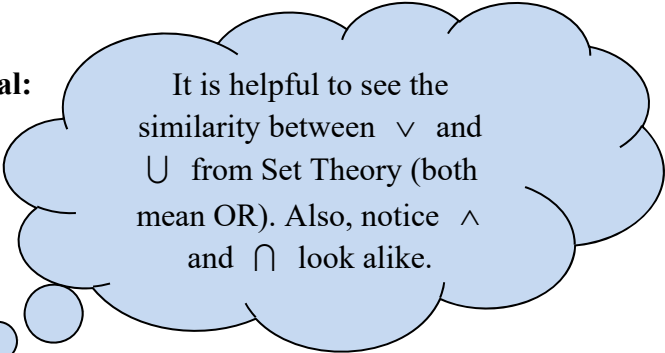 al:
It is helpful to see the
similarity between ∨ and
⋃ from Set Theory (both
mean OR). Also, notice ∧
and ⋂ look alike.